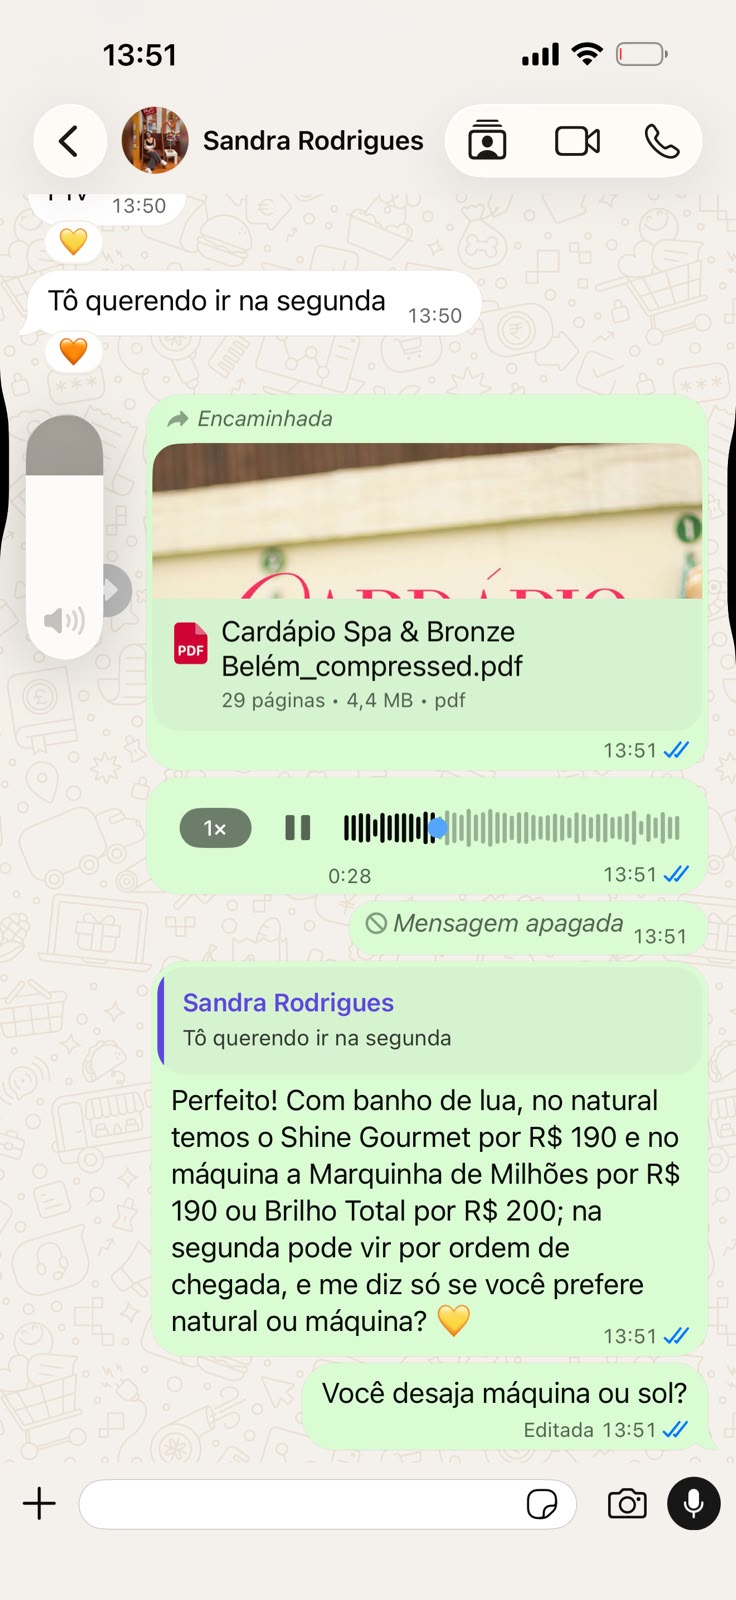 13:51
Sandra Rodrigues
13:50
💛
Tô querendo ir na segunda
13:50
🧡
Encaminhada
CARDÁPIO
PDF
Cardápio Spa & Bronze
Belém_compressed.pdf
29 páginas • 4,4 MB • pdf
13:51
1×
0:28
13:51
Mensagem apagada
13:51
Sandra Rodrigues
Tô querendo ir na segunda
Perfeito! Com banho de lua, no natural
temos o Shine Gourmet por R$ 190 e no
máquina a Marquinha de Milhões por R$
190 ou Brilho Total por R$ 200; na
segunda pode vir por ordem de
chegada, e me diz só se você prefere
natural ou máquina? 💛
13:51
Você desaja máquina ou sol?
Editada 13:51